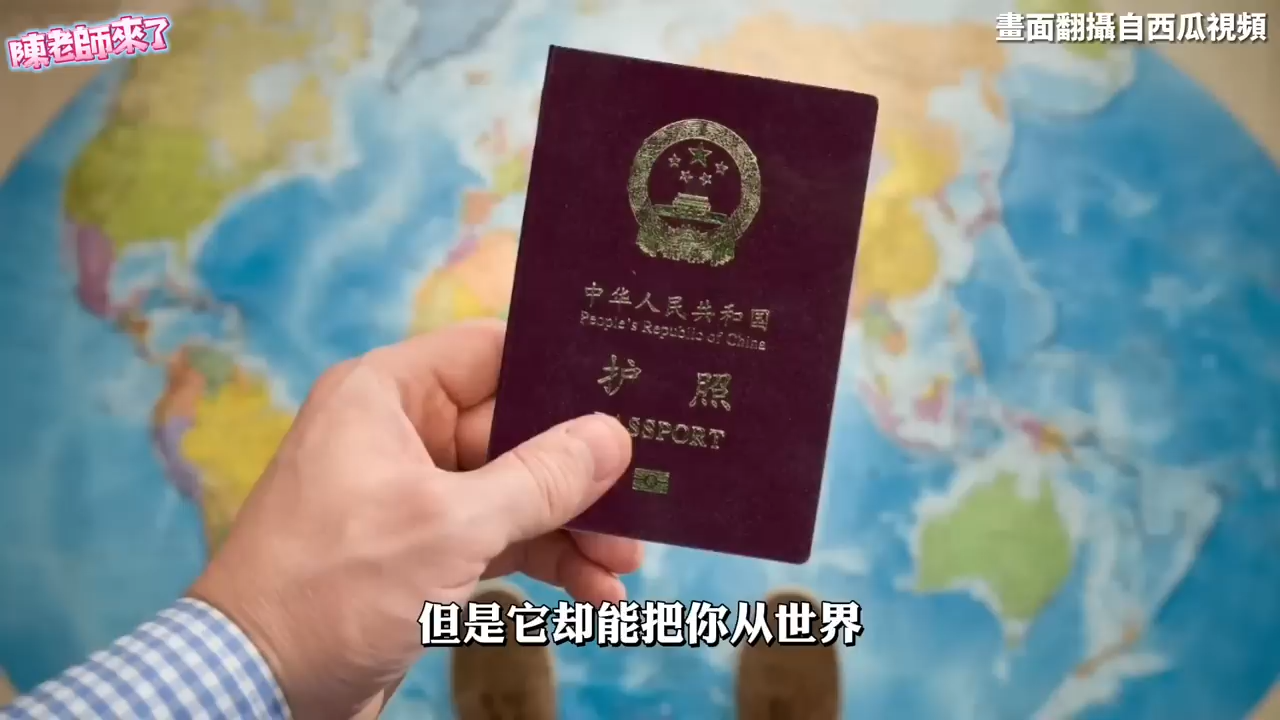 陳老師來了
畫面翻攝自西瓜視頻
中华人民共和国
People's Republic of China
护照
PASSPORT
但是它却能把你从世界